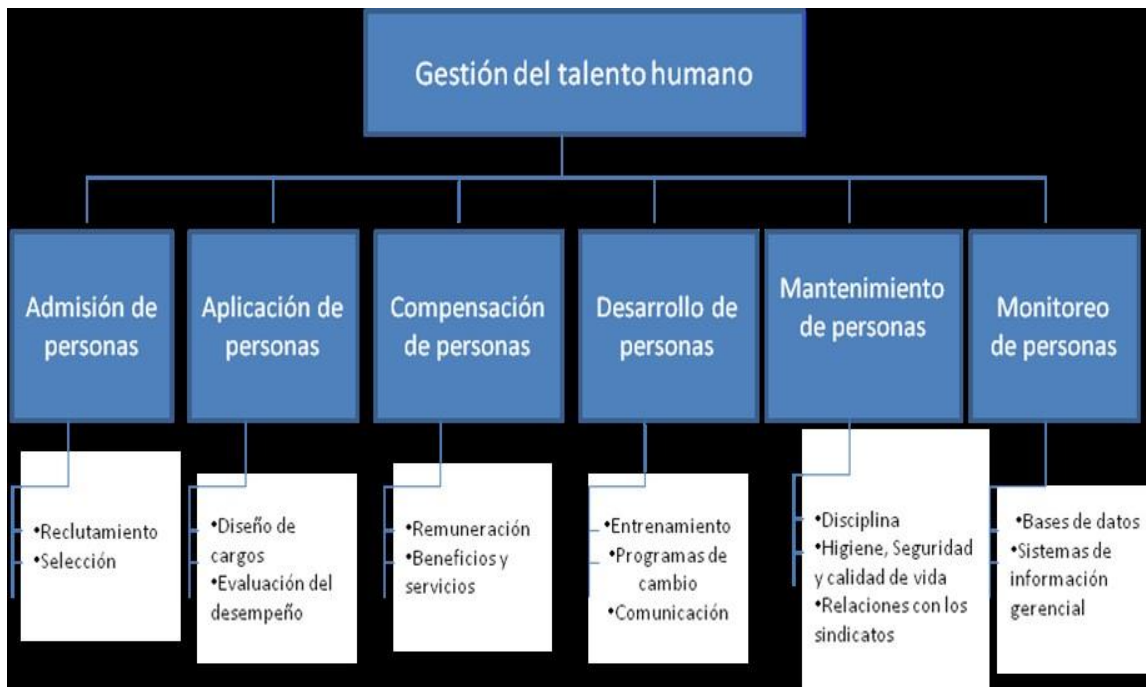 Gestión del talento humano
Admisión de
personas
Aplicación de
personas
Compensación
de personas
Desarrollo de
personas
Mantenimiento
de personas
Monitoreo
de personas
•Reclutamiento
•Selección
•Diseño de
cargos
•Evaluación del
desempeño
•Remuneración
•Beneficios y
servicios
•Entrenamiento
•Programas de
cambio
•Comunicación
•Disciplina
•Higiene, Seguridad
y calidad de vida
•Relaciones con los
sindicatos
•Bases de datos
•Sistemas de
información
gerencial